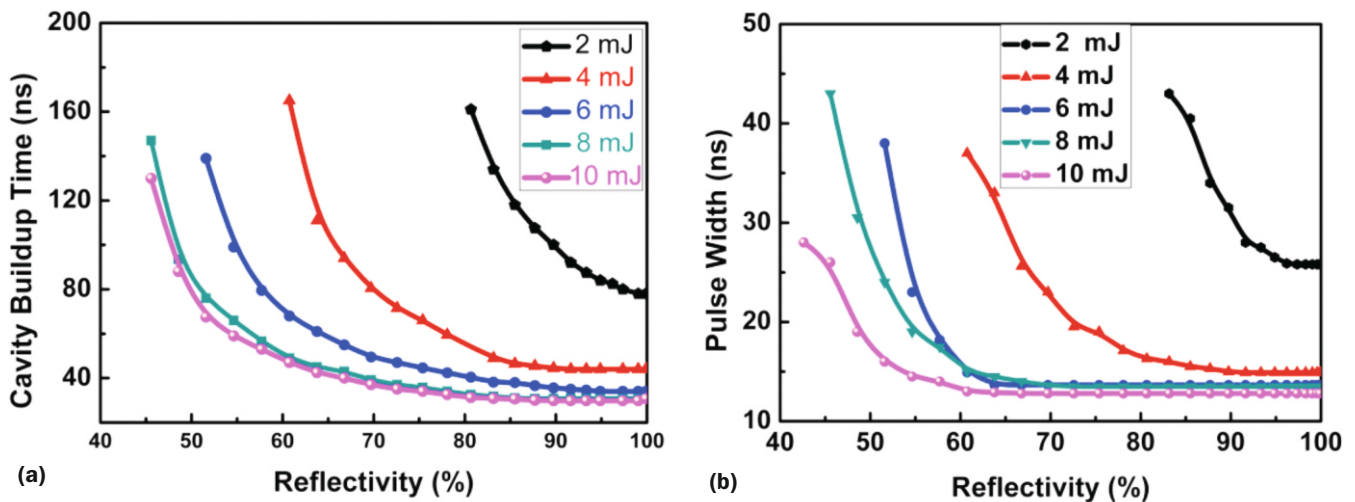 200
160
120
80
40
40 50 60 70 80 90 100
Cavity Buildup Time (ns)
Reflectivity (%)
2 mJ
4 mJ
6 mJ
8 mJ
10 mJ
(a)
50
40
30
20
10
40 50 60 70 80 90 100
Pulse Width (ns)
Reflectivity (%)
2 mJ
4 mJ
6 mJ
8 mJ
10 mJ
(b)